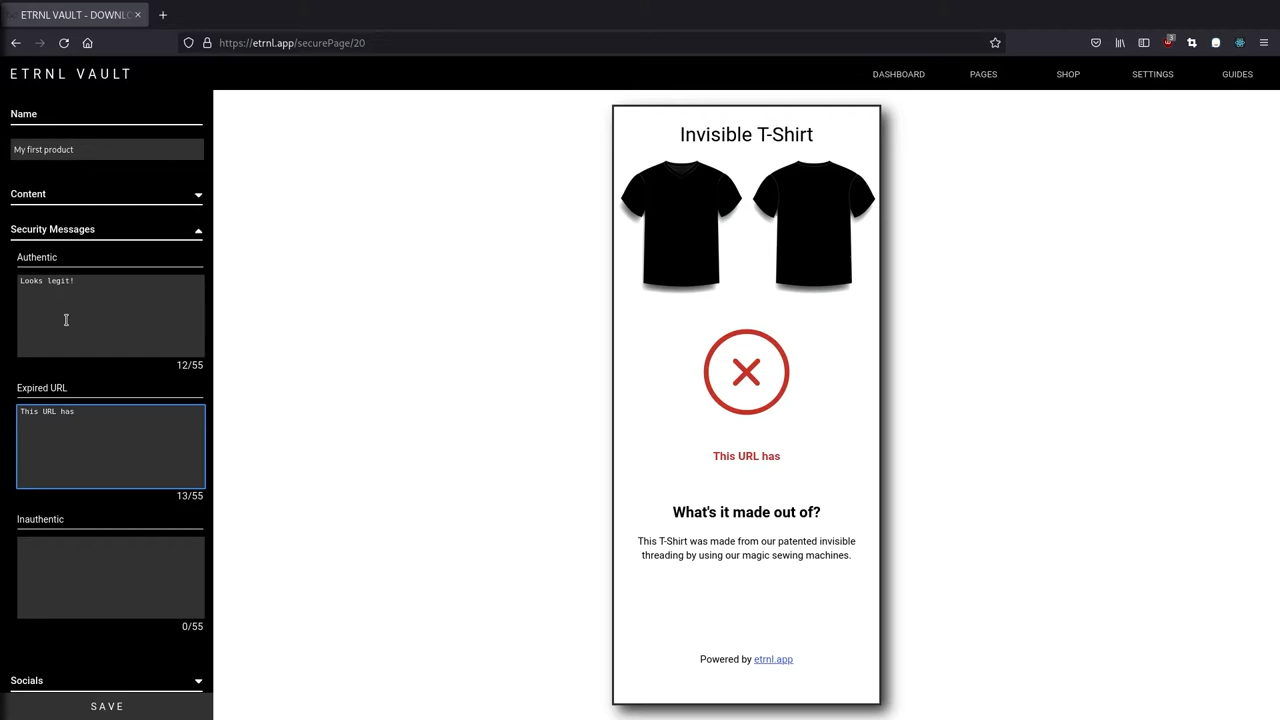 ETRNL VAULT - DOWNLO
https://etrnl.app/securePage/20
3
ETRNL VAULT
DASHBOARD
PAGES
SHOP
SETTINGS
GUIDES
Name
My first product
Content
Security Messages
Authentic
Looks legit!
12/55
Expired URL
This URL has
13/55
Inauthentic
0/55
Socials
SAVE
Invisible T-Shirt
This URL has
What's it made out of?
This T-Shirt was made from our patented invisible
threading by using our magic sewing machines.
Powered by etrnl.app